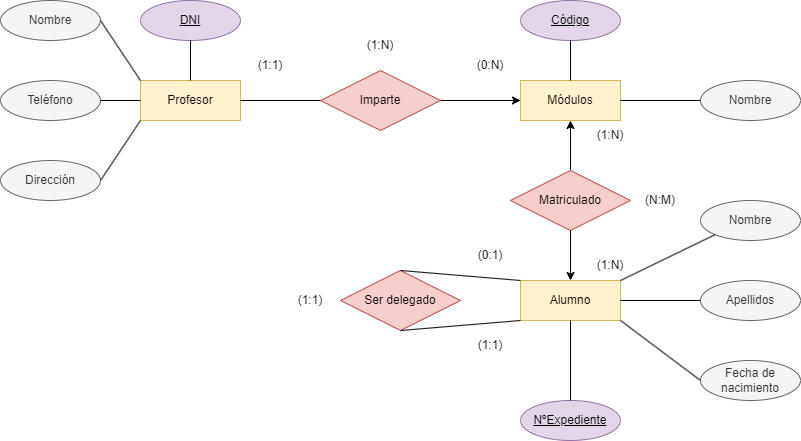 Nombre
DNI
Código
(1:N)
(1:1)
(0:N)
Teléfono
Profesor
Imparte
Módulos
Nombre
(1:N)
Dirección
Matriculado
(N:M)
Nombre
(0:1)
(1:N)
(1:1)
Ser delegado
Alumno
Apellidos
(1:1)
Fecha de
nacimiento
NºExpediente